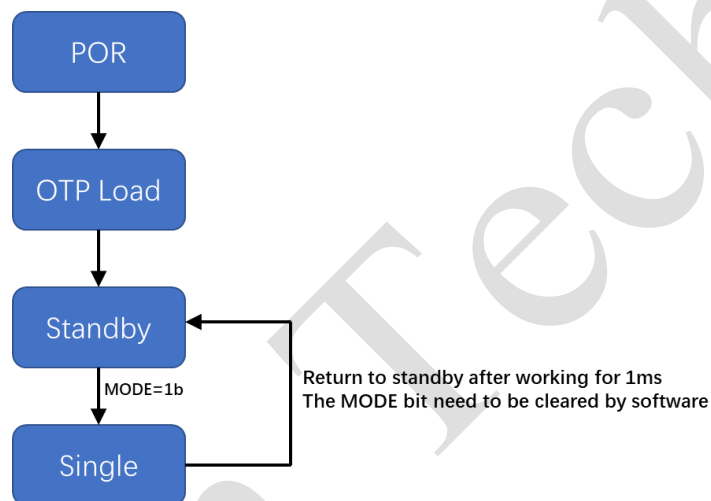 POR
OTP Load
Standby
MODE=1b
Return to standby after working for 1ms
The MODE bit need to be cleared by software
Single
Tech